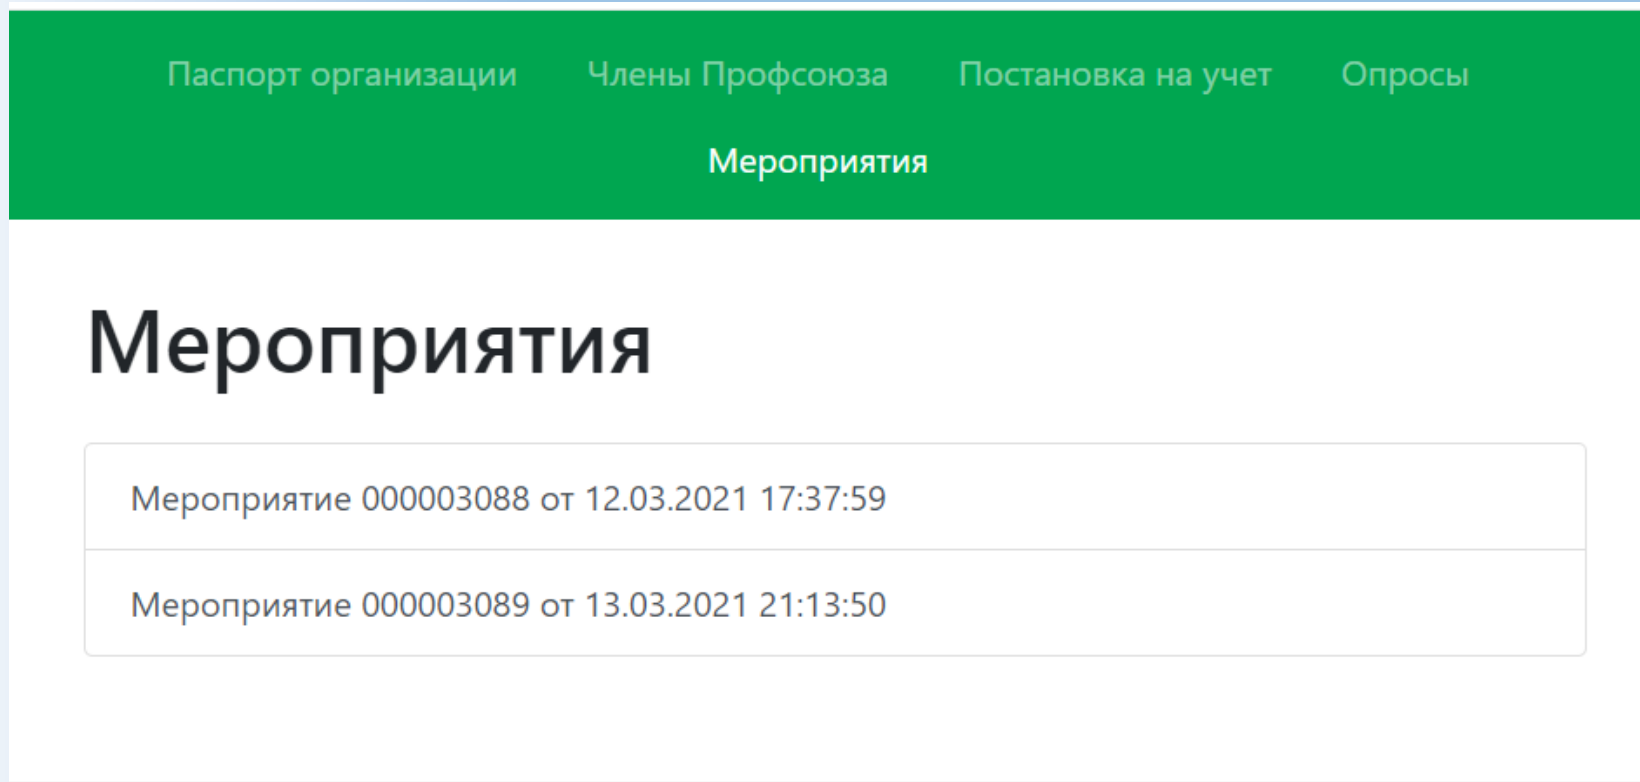 Паспорт организации Члены Профсоюза Постановка на учет Опросы
Мероприятия
Мероприятия
Мероприятие 000003088 от 12.03.2021 17:37:59
Мероприятие 000003089 от 13.03.2021 21:13:50